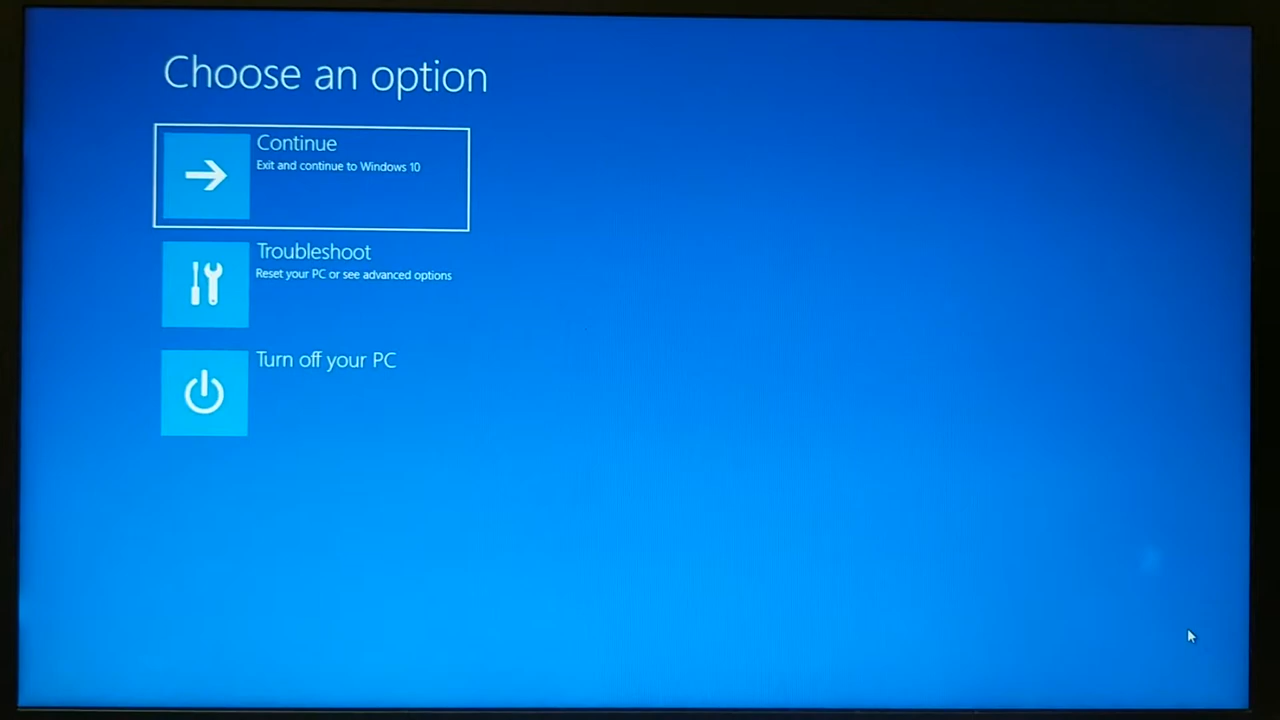 Choose an option
Continue
Exit and continue to Windows 10
Troubleshoot
Reset your PC or see advanced options
Turn off your PC